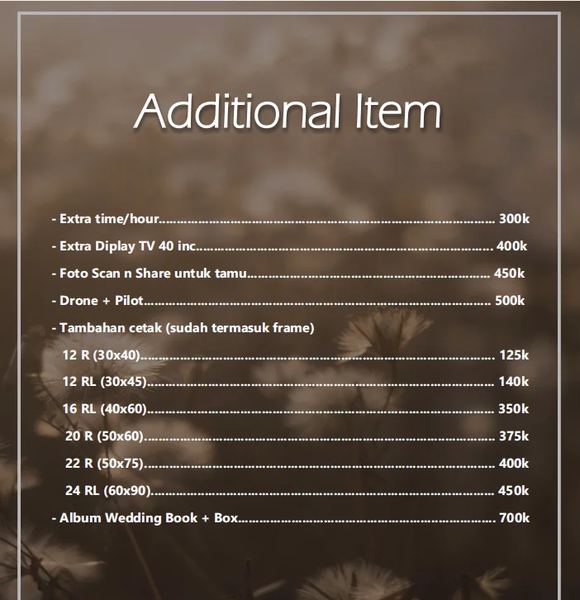 Additional Item
- Extra time/hour........................................................................................ 300k
- Extra Diplay TV 40 inc............................................................................ 400k
- Foto Scan n Share untuk tamu............................................................. 450k
- Drone + Pilot......................................................................................... 500k
- Tambahan cetak (sudah termasuk frame)
12 R (30x40)......................................................................................... 125k
12 RL (30x45)....................................................................................... 140k
16 RL (40x60)....................................................................................... 350k
20 R (50x60)........................................................................................ 375k
22 R (50x75)........................................................................................ 400k
24 RL (60x90)...................................................................................... 450k
- Album Wedding Book + Box................................................................ 700k